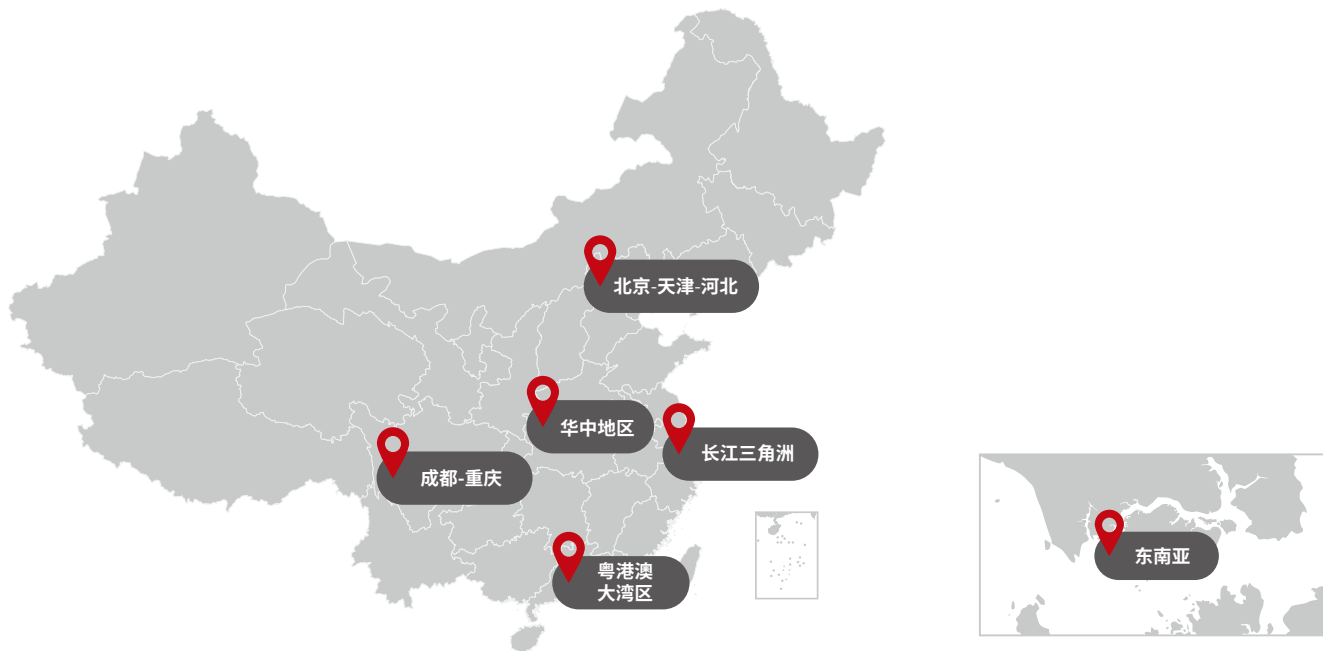 北京-天津-河北
华中地区
长江三角洲
成都-重庆
粤港澳
大湾区
东南亚